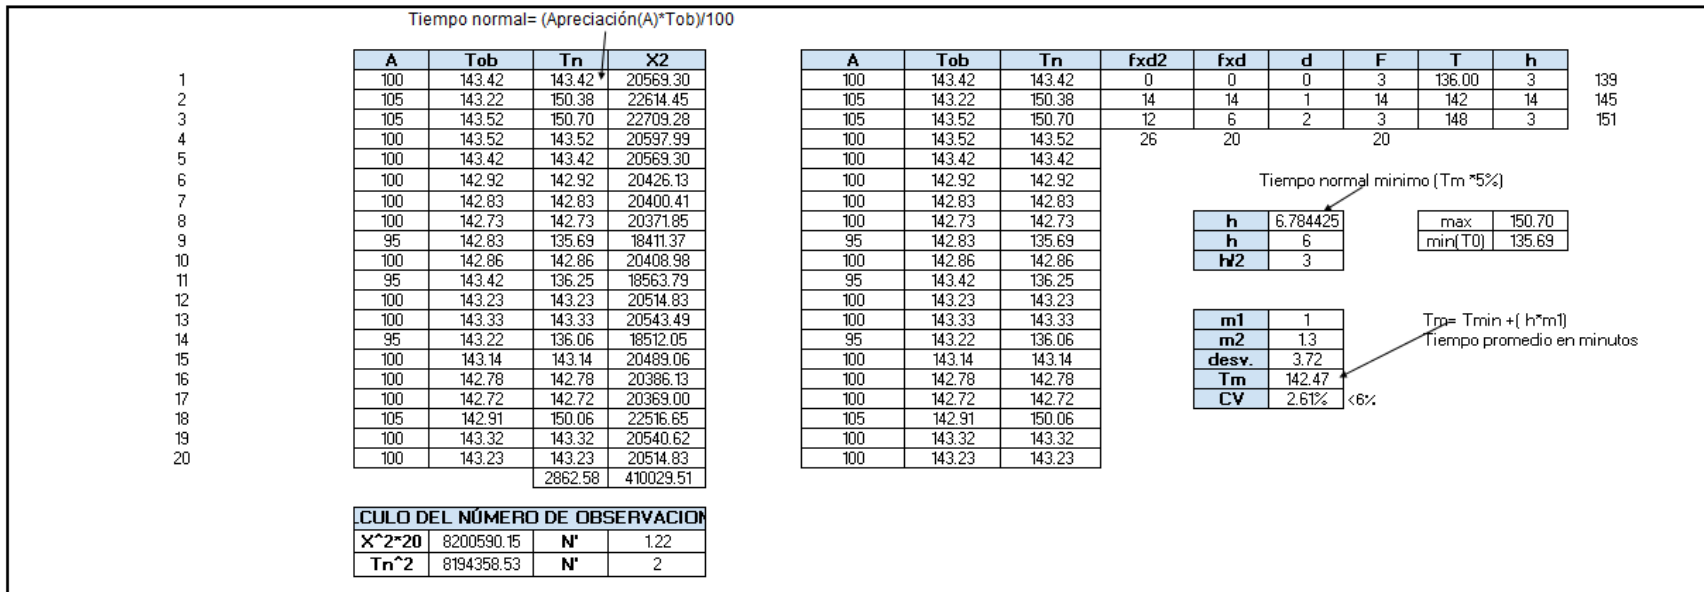 Tiempo normal= (Apreciación(A)*Tob)/100
A Tob Tn X2 A Tob Tn fxd2 fxd d F T h
1 100 143.42 143.42 20569.30 100 143.42 143.42 0 0 0 3 136.00 3 139
2 105 143.22 150.38 22614.45 105 143.22 150.38 14 14 1 14 142 14 145
3 105 143.52 150.70 22709.28 105 143.52 150.70 12 6 2 3 148 3 151
4 100 143.52 143.52 20597.99 100 143.52 143.52 26 20 20
5 100 143.42 143.42 20569.30 100 143.42 143.42
6 100 142.92 142.92 20426.13 100 142.92 142.92 Tiempo normal minimo (Tm *5%)
7 100 142.83 142.83 20400.41 100 142.83 142.83
8 100 142.73 142.73 20371.85 100 142.73 142.73 h 6.784425 max 150.70
9 95 142.83 135.69 18411.37 95 142.83 135.69 h 6 min(T0) 135.69
10 100 142.86 142.86 20408.98 100 142.86 142.86 h/2 3
11 95 143.42 136.25 18563.79 95 143.42 136.25
12 100 143.23 143.23 20514.83 100 143.23 143.23
13 100 143.33 143.33 20543.49 100 143.33 143.33 m1 1 Tm= Tmin +( h*m1)
14 95 143.22 136.06 18512.05 95 143.22 136.06 m2 1.3 Tiempo promedio en minutos
15 100 143.14 143.14 20489.06 100 143.14 143.14 desv. 3.72
16 100 142.78 142.78 20386.13 100 142.78 142.78 Tm 142.47
17 100 142.72 142.72 20369.00 100 142.72 142.72 CV 2.61% <6%
18 105 142.91 150.06 22516.65 105 142.91 150.06
19 100 143.32 143.32 20540.62 100 143.32 143.32
20 100 143.23 143.23 20514.83 100 143.23 143.23
2862.58 410029.51
LCULO DEL NÚMERO DE OBSERVACION
X^2*20 8200590.15 N' 1.22
Tn^2 8194358.53 N' 2